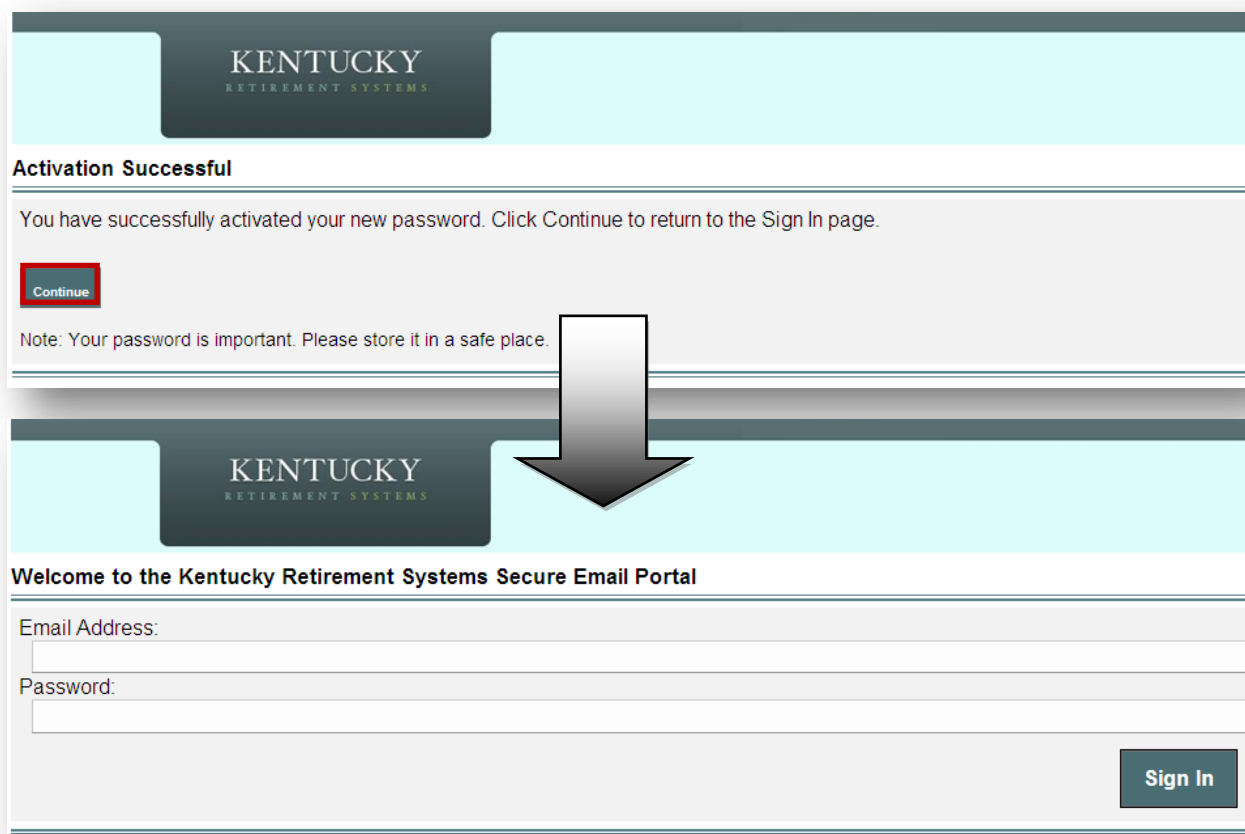 KENTUCKY
RETIREMENT SYSTEMS
Activation Successful
You have successfully activated your new password. Click Continue to return to the Sign In page.
Continue
Note: Your password is important. Please store it in a safe place.
KENTUCKY
RETIREMENT SYSTEMS
Welcome to the Kentucky Retirement Systems Secure Email Portal
Email Address:
Password:
Sign In